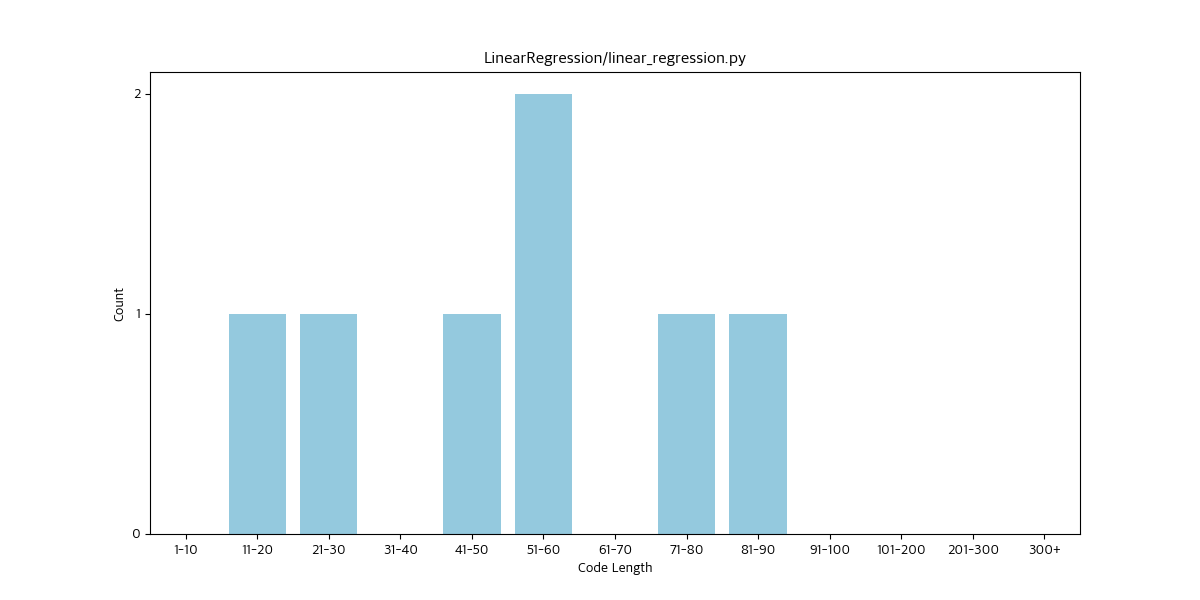 LinearRegression/linear_regression.py
2
1
0
Count
1-10 11-20 21-30 31-40 41-50 51-60 61-70 71-80 81-90 91-100 101-200 201-300 300+
Code Length